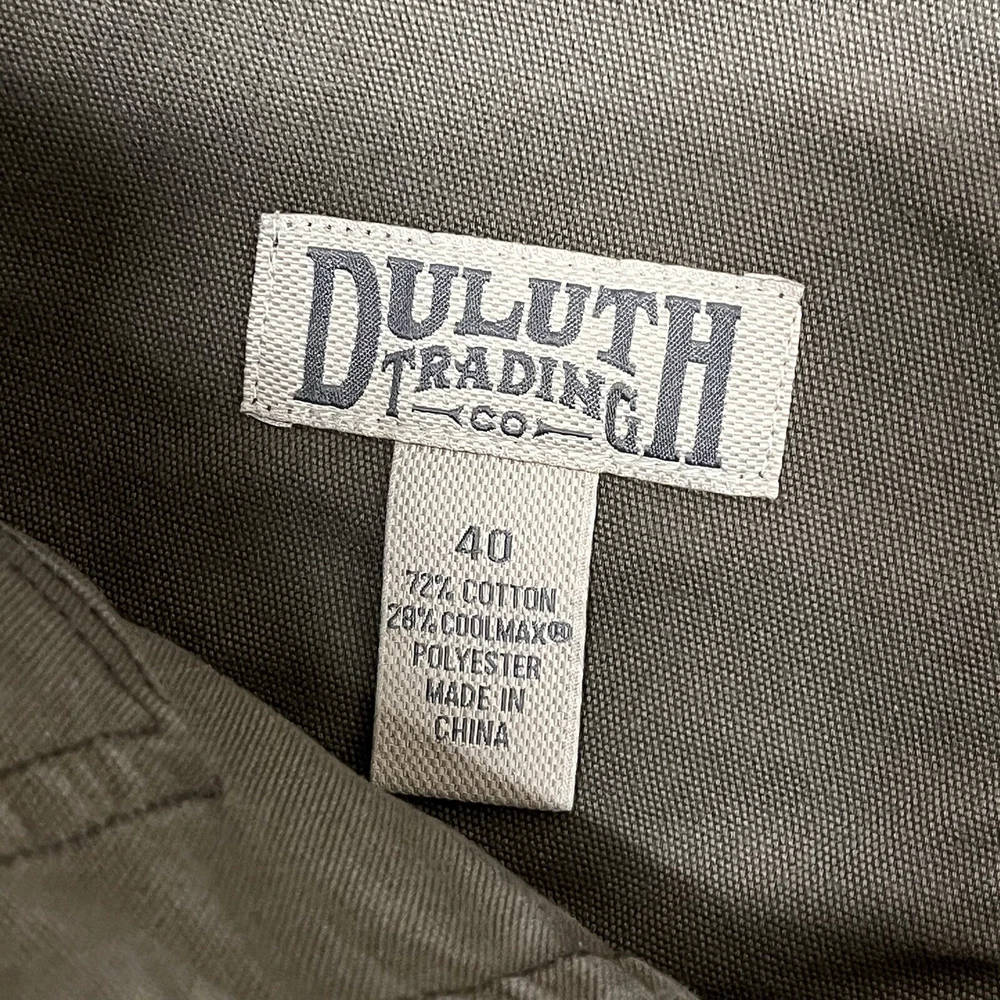 DULUTH
TRADING
CO
40
72% COTTON
28% COOLMAX®
POLYESTER
MADE IN
CHINA